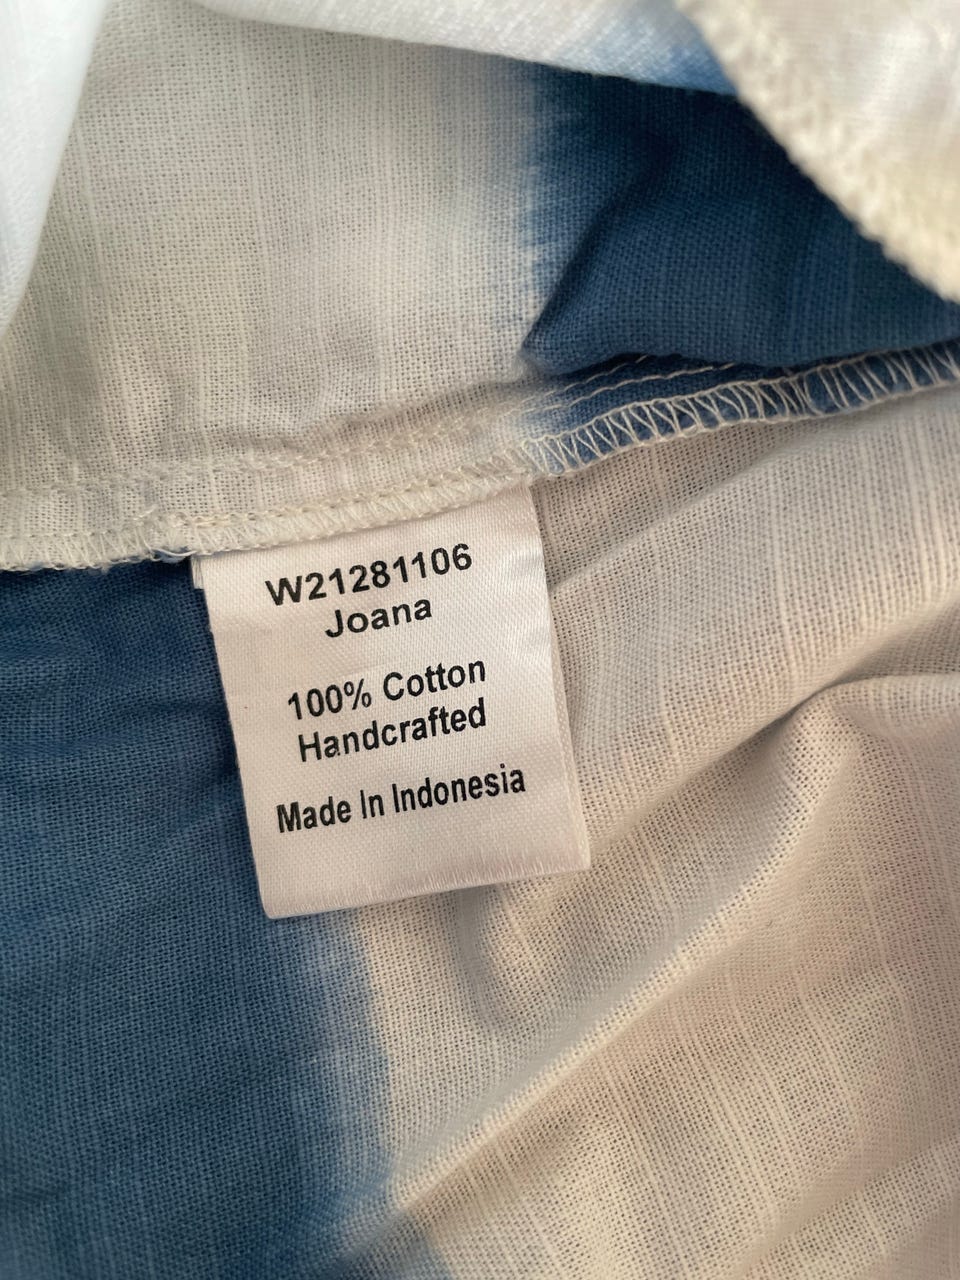 W21281106
Joana
100% Cotton
Handcrafted
Made In Indonesia